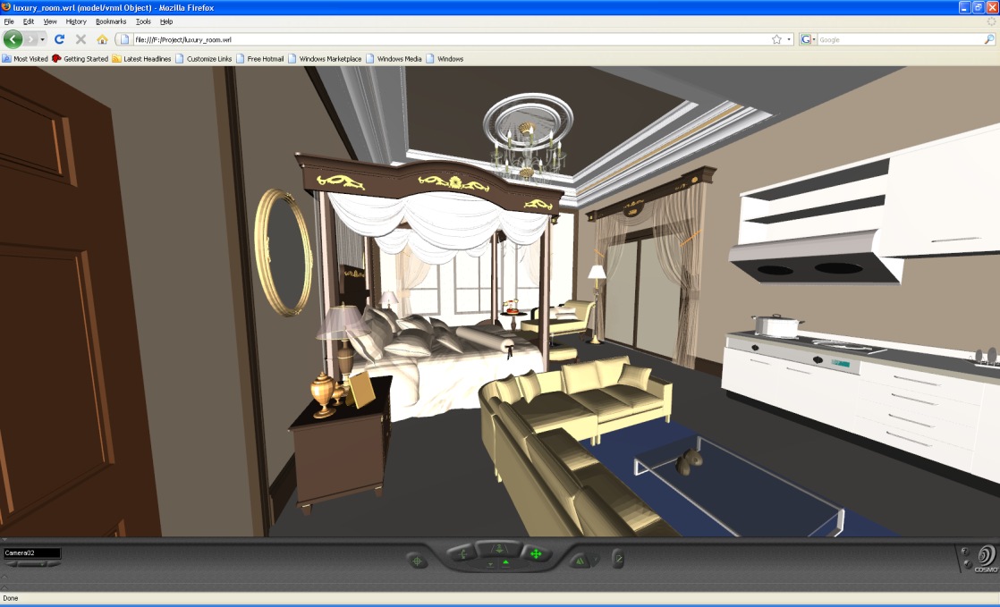 luxury_room.wrl (model/vrml Object) - Mozilla Firefox
File Edit View History Bookmarks Tools Help
file:///F:/Project/luxury_room.wrl Google
Most Visited Getting Started Latest Headlines Customize Links Free Hotmail Windows Marketplace Windows Media Windows
Camera02
COSMO
Done